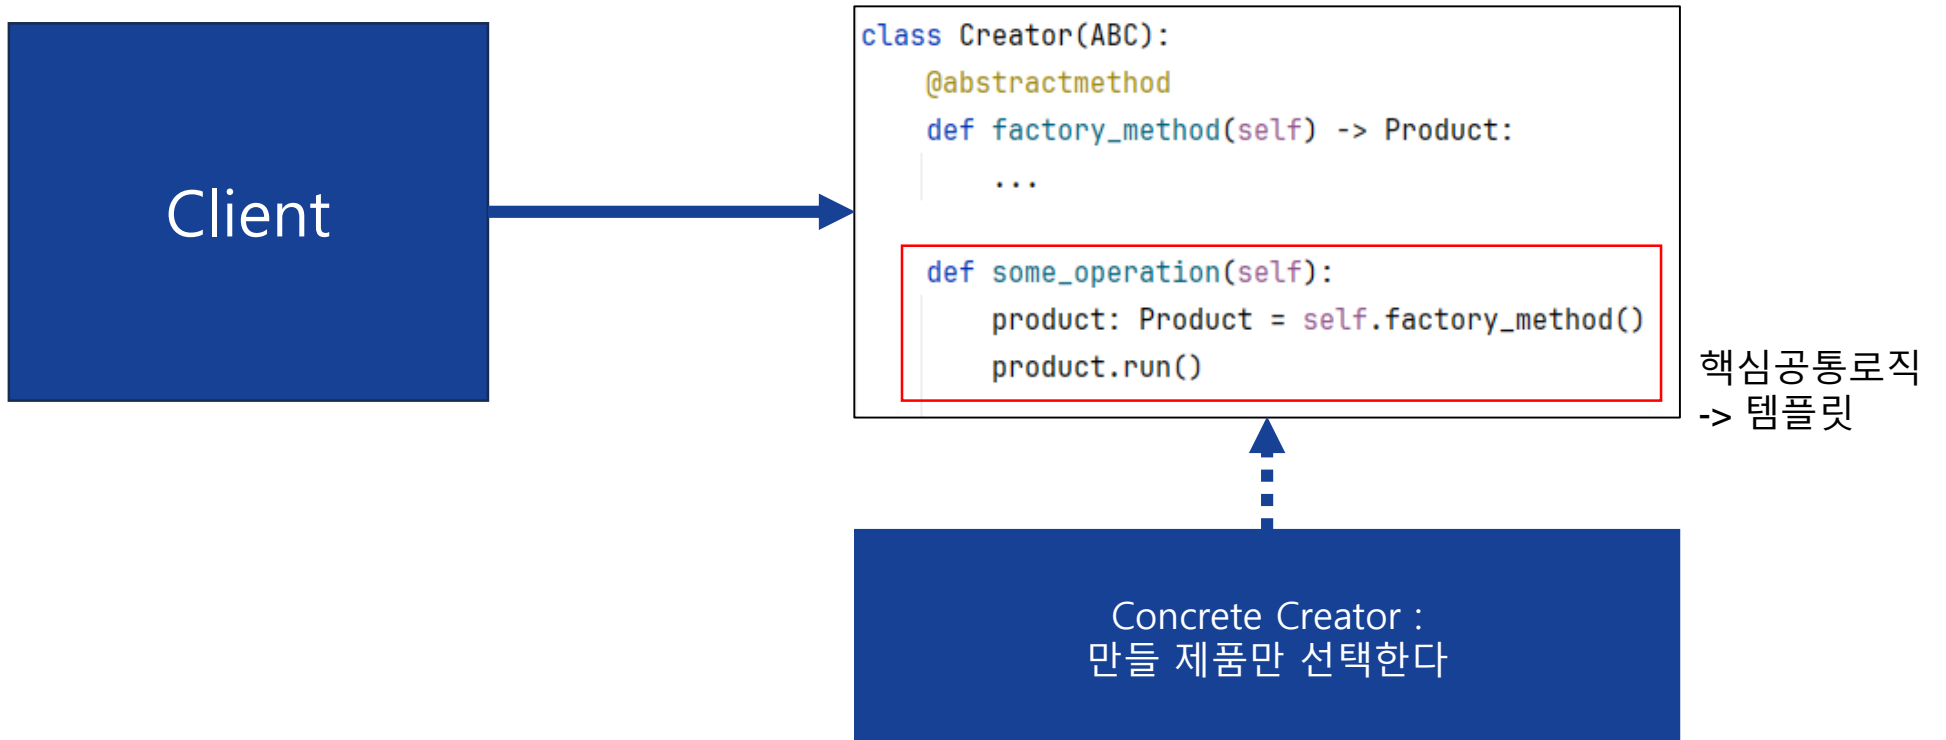 Client
class Creator(ABC):
    @abstractmethod
    def factory_method(self) -> Product:
        ...
    def some_operation(self):
        product: Product = self.factory_method()
        product.run()
핵심공통로직
-> 템플릿
Concrete Creator :
만들 제품만 선택한다